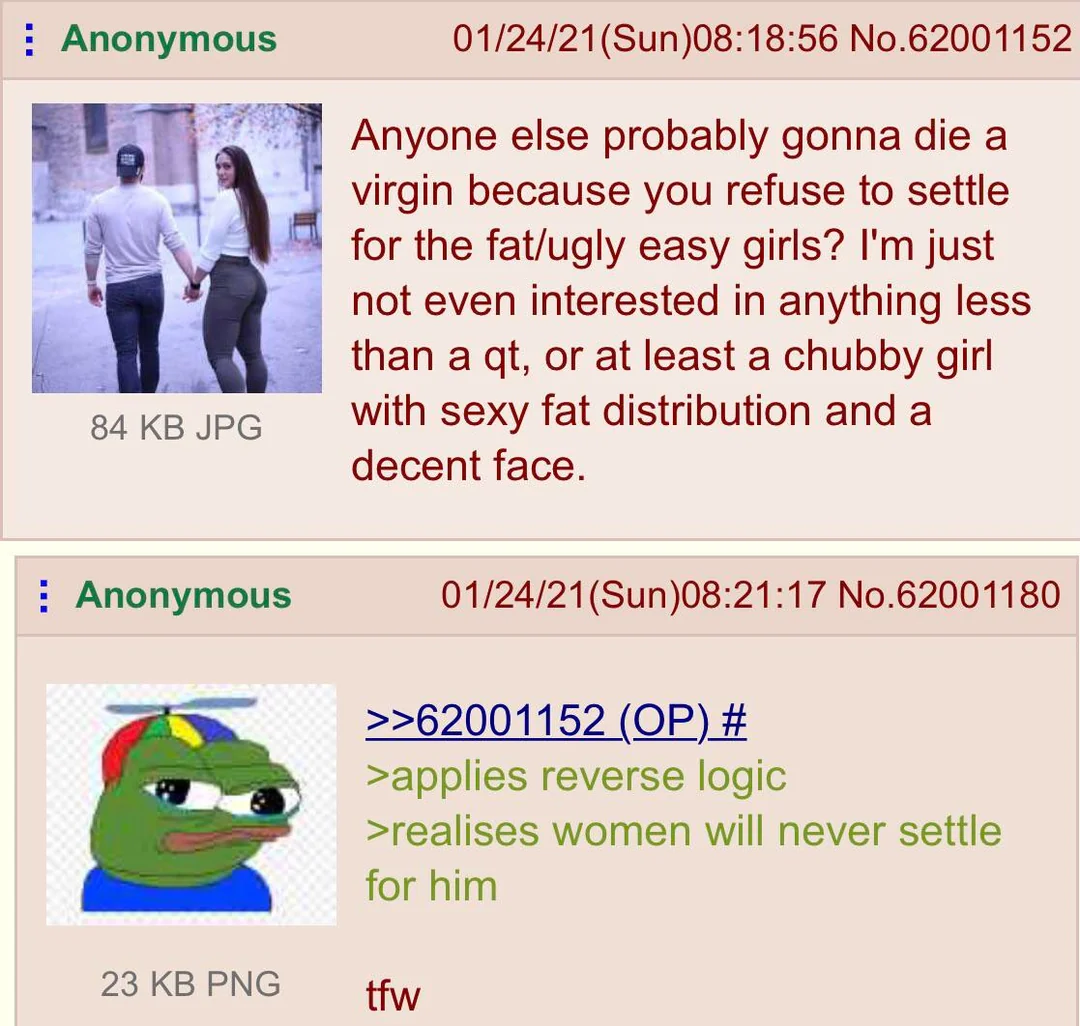 Anonymous 01/24/21(Sun)08:18:56 No.62001152
Anyone else probably gonna die a
virgin because you refuse to settle
for the fat/ugly easy girls? I'm just
not even interested in anything less
than a qt, or at least a chubby girl
with sexy fat distribution and a
decent face.
84 KB JPG
Anonymous 01/24/21(Sun)08:21:17 No.62001180
>>62001152 (OP) #
>applies reverse logic
>realises women will never settle
for him
tfw
23 KB PNG